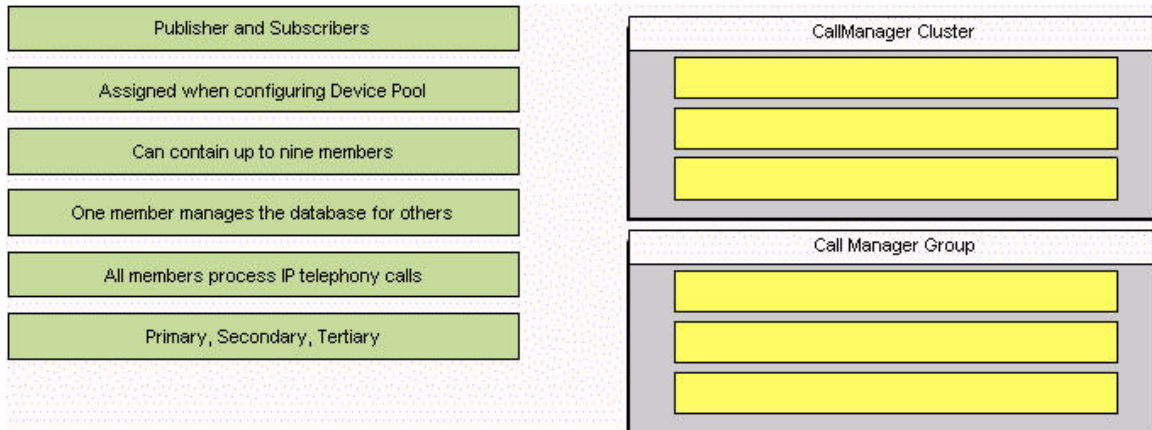 Publisher and Subscribers
Assigned when configuring Device Pool
Can contain up to nine members
One member manages the database for others
All members process IP telephony calls
Primary, Secondary, Tertiary
CallManager Cluster
Call Manager Group